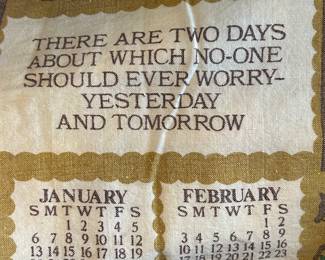 THERE ARE TWO DAYS
ABOUT WHICH NO-ONE
SHOULD EVER WORRY-
YESTERDAY
AND TOMORROW
JANUARY
S M T W T F S
1 2 3 4 5
6 7 8 9 10 11 12
13 14 15 16 17 18 19
FEBRUARY
S M T W T F S
1 2
3 4 5 6 7 8 9
10 11 12 13 14 15 16